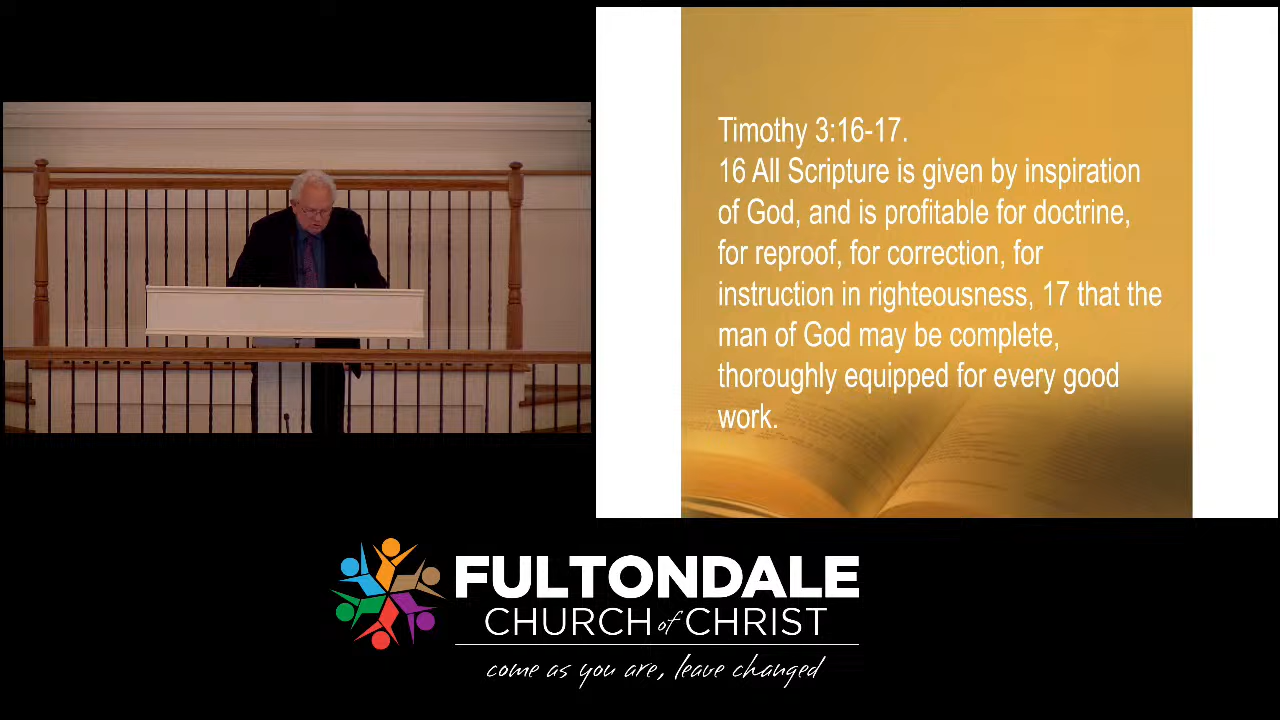 Timothy 3:16-17.
16 All Scripture is given by inspiration
of God, and is profitable for doctrine,
for reproof, for correction, for
instruction in righteousness, 17 that the
man of God may be complete,
thoroughly equipped for every good
work.
FULTONDALE
CHURCH of CHRIST
come as you are, leave changed